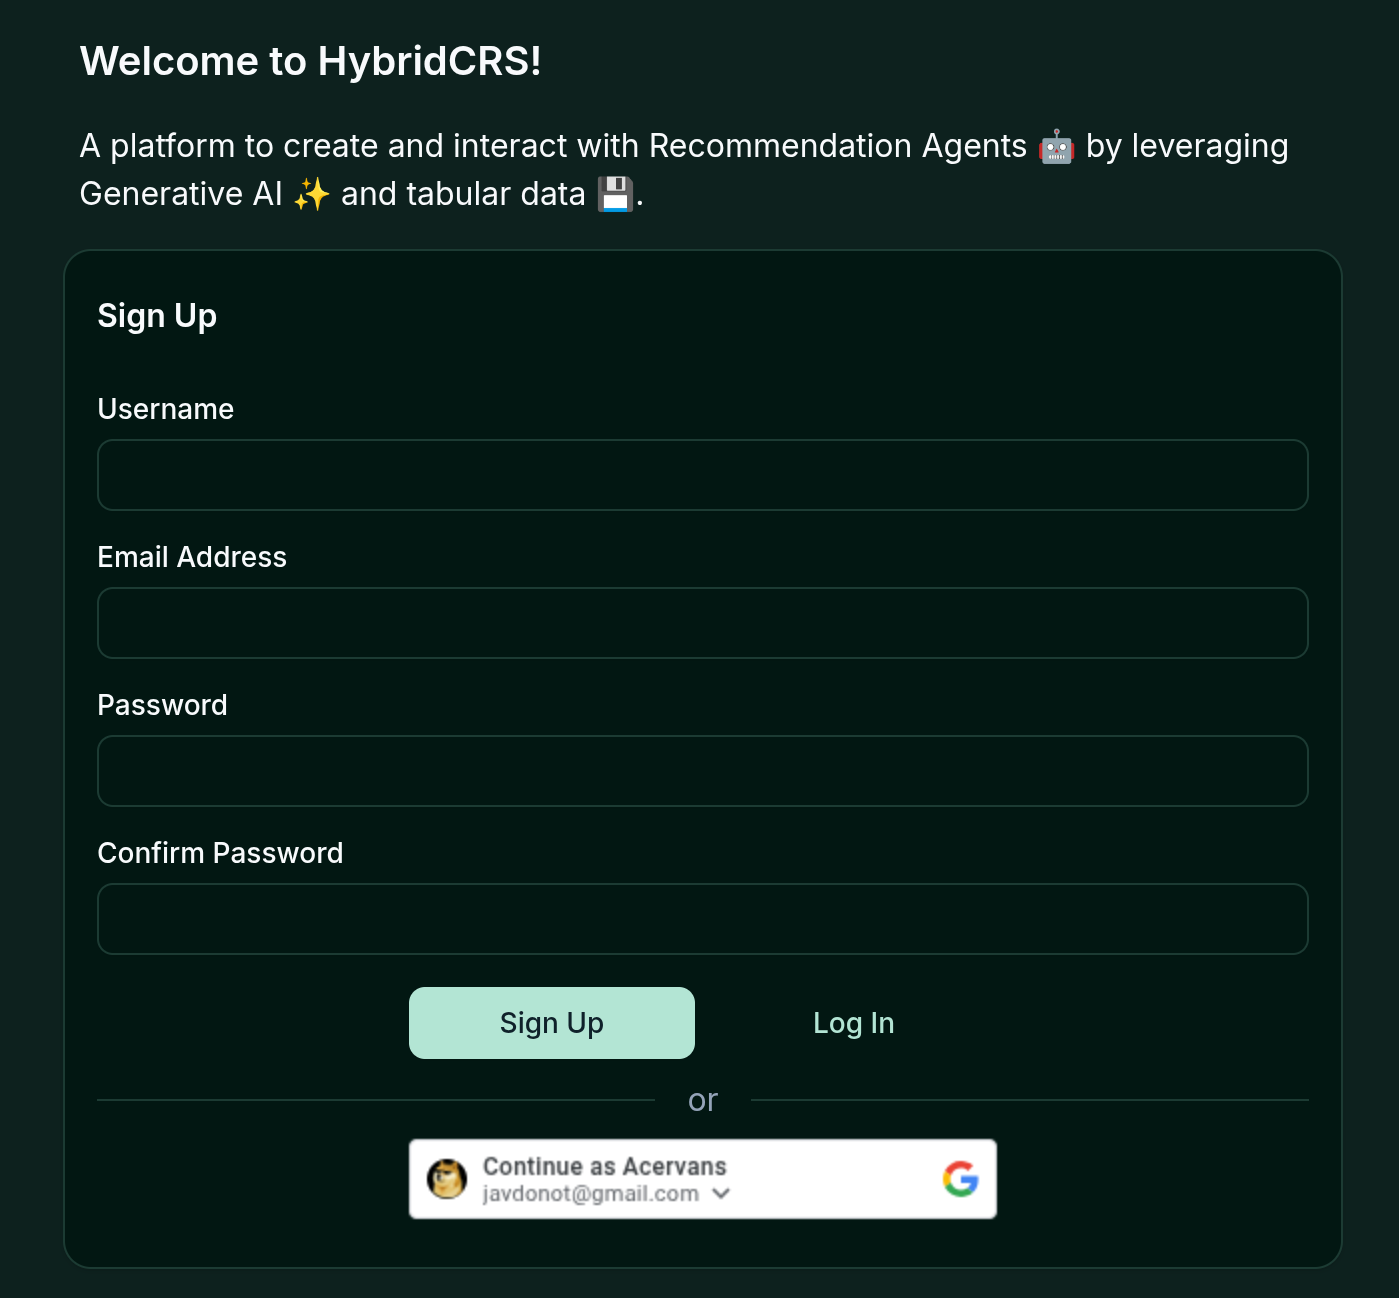 Welcome to HybridCRS!
A platform to create and interact with Recommendation Agents 🤖 by leveraging
Generative AI ✨ and tabular data 💾.
Sign Up
Username
Email Address
Password
Confirm Password
Sign Up
Log In
or
Continue as Acervans
javdonot@gmail.com